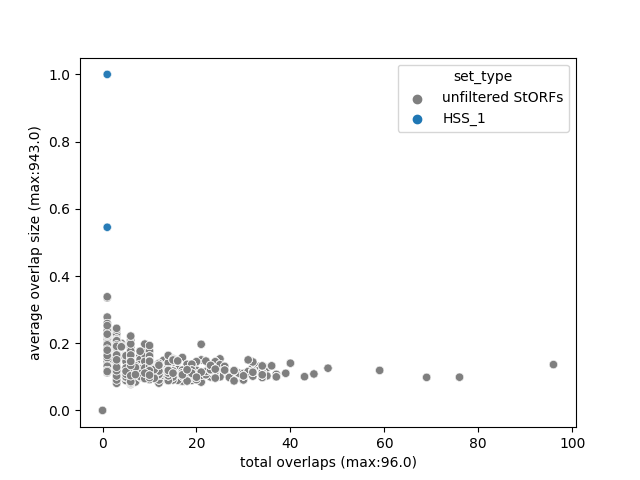 1.0
0.8
0.6
0.4
0.2
0.0
average overlap size (max:943.0)
set_type
unfiltered StORFs
HSS_1
0 20 40 60 80 100
total overlaps (max:96.0)